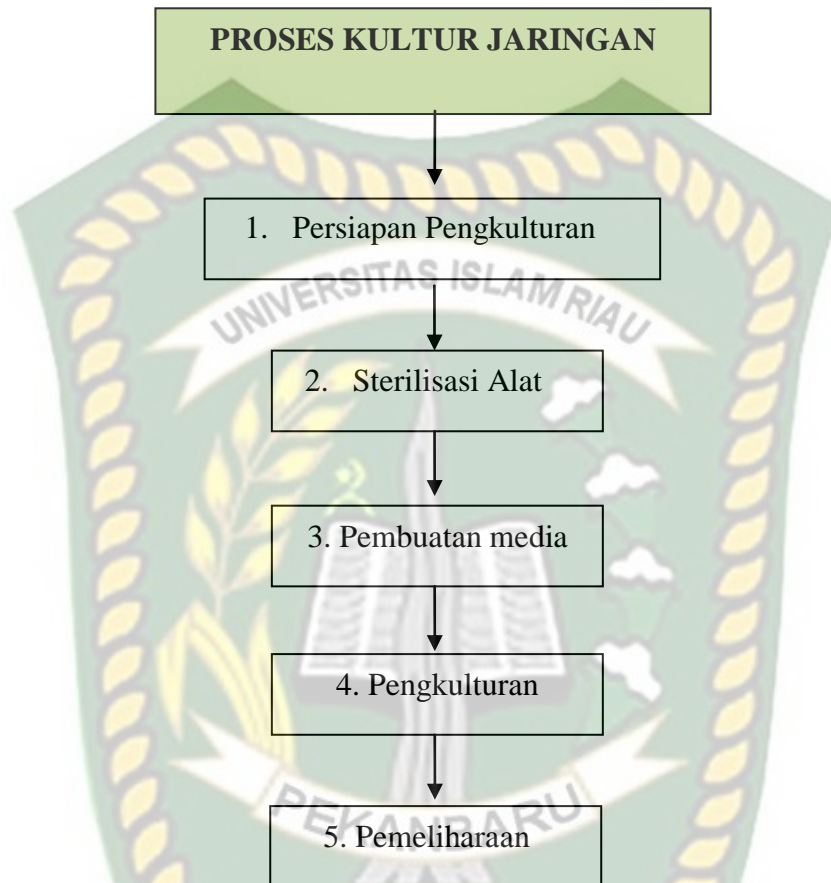 PROSES KULTUR JARINGAN
1. Persiapan Pengkulturan
UNIVERSITAS ISLAM RIAU
2. Sterilisasi Alat
3. Pembuatan media
4. Pengkulturan
PEKANBARU
5. Pemeliharaan